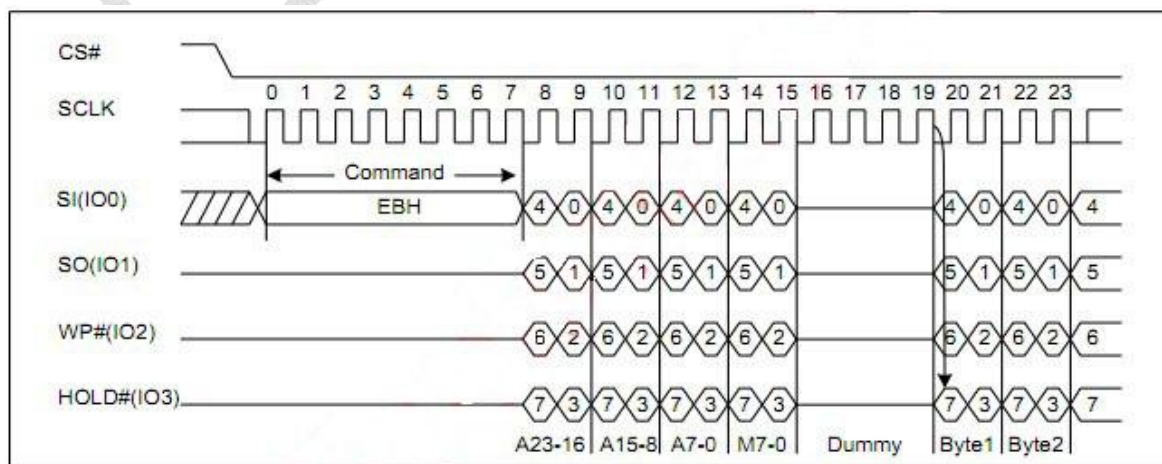 CS#
SCLK 0 1 2 3 4 5 6 7 8 9 10 11 12 13 14 15 16 17 18 19 20 21 22 23
Command
SI(IO0) EBH 4 0 4 0 4 0 4 0 4 0 4 0 4
SO(IO1) 5 1 5 1 5 1 5 1 5 1 5 1 5
WP#(IO2) 6 2 6 2 6 2 6 2 6 2 6 2 6
HOLD#(IO3) 7 3 7 3 7 3 7 3 7 3 7 3 7
A23-16 A15-8 A7-0 M7-0 Dummy Byte1 Byte2